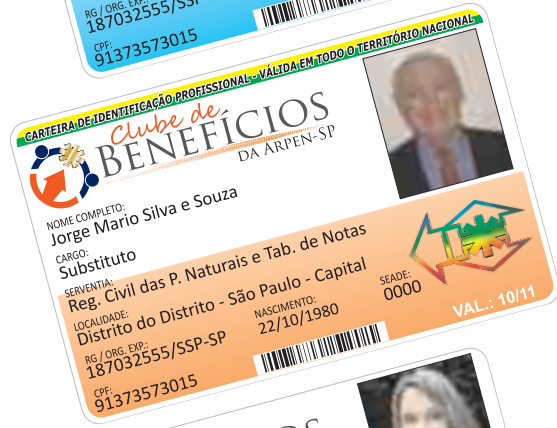 RG / ORG. EXP.:
187032555/SSP-
CPF:
91373573015
CARTEIRA DE IDENTIFICAÇÃO PROFISSIONAL - VÁLIDA EM TODO O TERRITÓRIO NACIONAL
Clube de
BENEFÍCIOS
DA ARPEN-SP
NOME COMPLETO:
Jorge Mario Silva e Souza
CARGO:
Substituto
SERVENTIA:
Reg. Civil das P. Naturais e Tab. de Notas
LOCALIDADE:
Distrito do Distrito - São Paulo - Capital
RG / ORG. EXP.: NASCIMENTO: SEADE:
187032555/SSP-SP 22/10/1980 0000
CPF:
91373573015
VAL.: 10/11